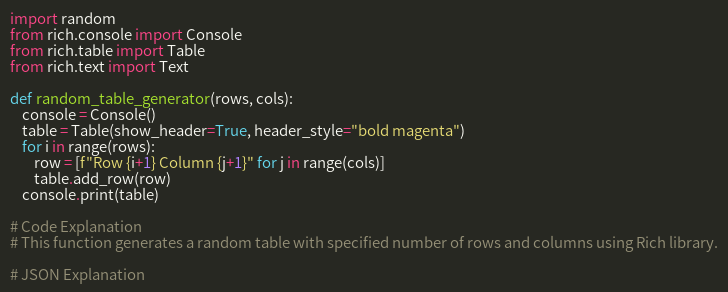 import random
from rich.console import Console
from rich.table import Table
from rich.text import Text

def random_table_generator(rows, cols):
    console = Console()
    table = Table(show_header=True, header_style="bold magenta")
    for i in range(rows):
        row = [f"Row {i+1} Column {j+1}" for j in range(cols)]
        table.add_row(row)
    console.print(table)

# Code Explanation
# This function generates a random table with specified number of rows and columns using Rich library.

# JSON Explanation